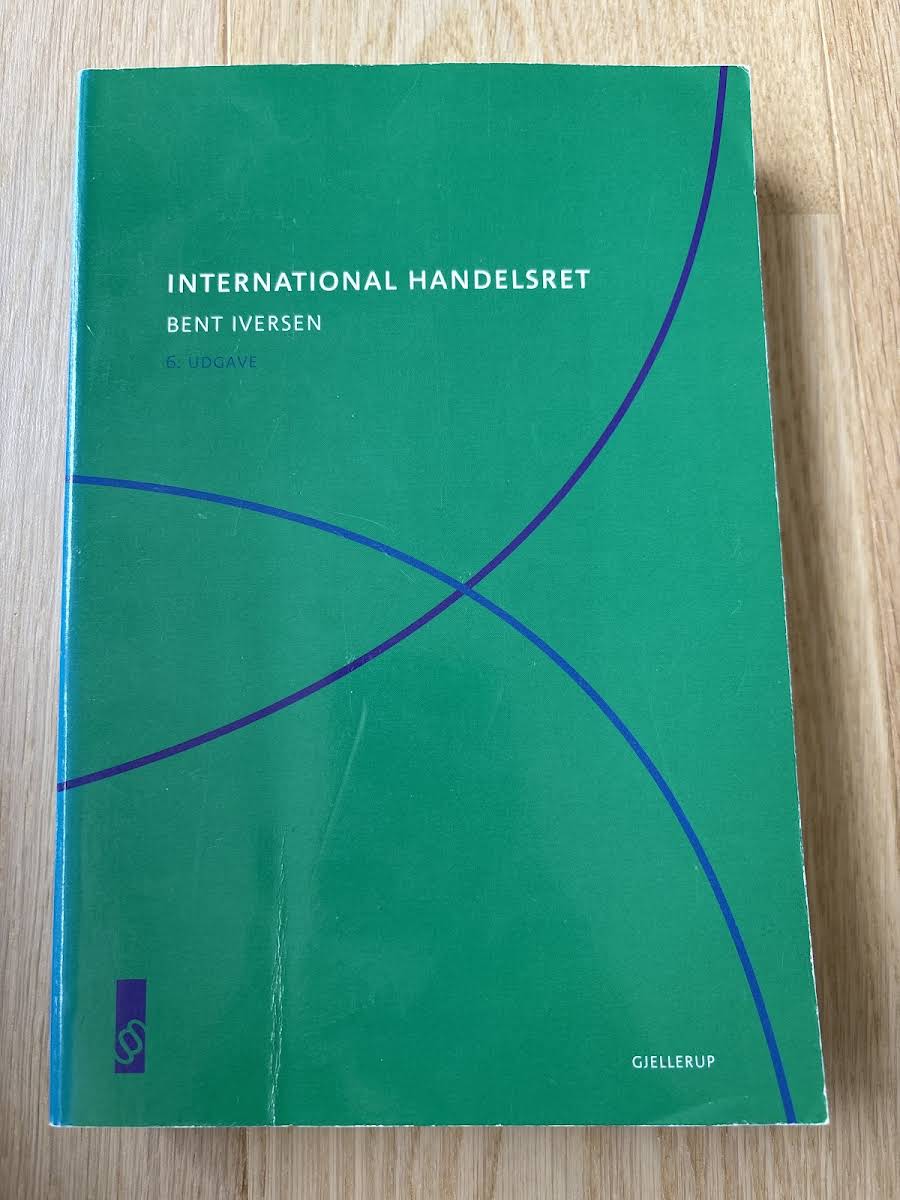 INTERNATIONAL HANDELSRET
BENT IVERSEN
6. UDGAVE
§
GJELLERUP